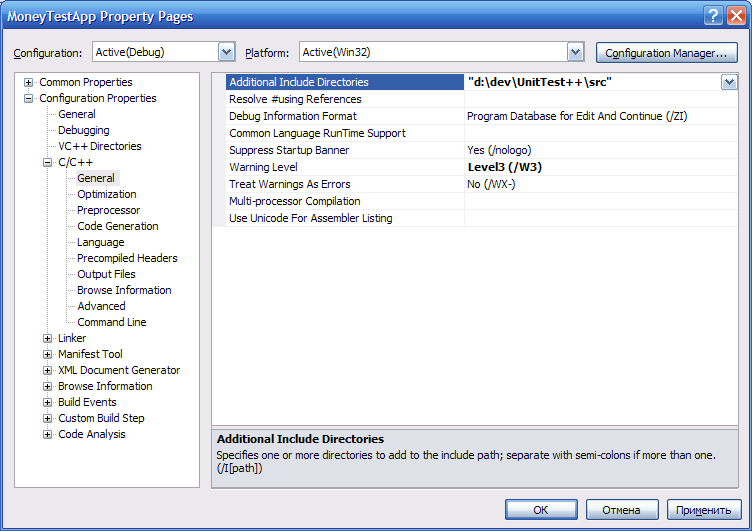 MoneyTestApp Property Pages
Configuration: Active(Debug) Platform: Active(Win32) Configuration Manager...
Common Properties
Configuration Properties
General
Debugging
VC++ Directories
C/C++
General
Optimization
Preprocessor
Code Generation
Language
Precompiled Headers
Output Files
Browse Information
Advanced
Command Line
Linker
Manifest Tool
XML Document Generator
Browse Information
Build Events
Custom Build Step
Code Analysis
Additional Include Directories "d:\dev\UnitTest++\src"
Resolve #using References
Debug Information Format Program Database for Edit And Continue (/ZI)
Common Language RunTime Support
Suppress Startup Banner Yes (/nologo)
Warning Level Level3 (/W3)
Treat Warnings As Errors No (/WX-)
Multi-processor Compilation
Use Unicode For Assembler Listing
Additional Include Directories
Specifies one or more directories to add to the include path; separate with semi-colons if more than one.
(/I[path])
OK Отмена Применить